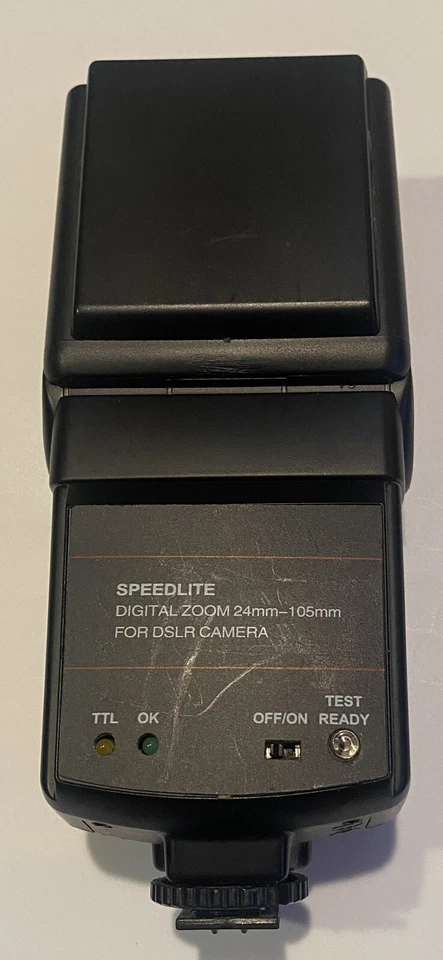 SPEEDLITE
DIGITAL ZOOM 24mm–105mm
FOR DSLR CAMERA
TTL OK OFF/ON TEST READY